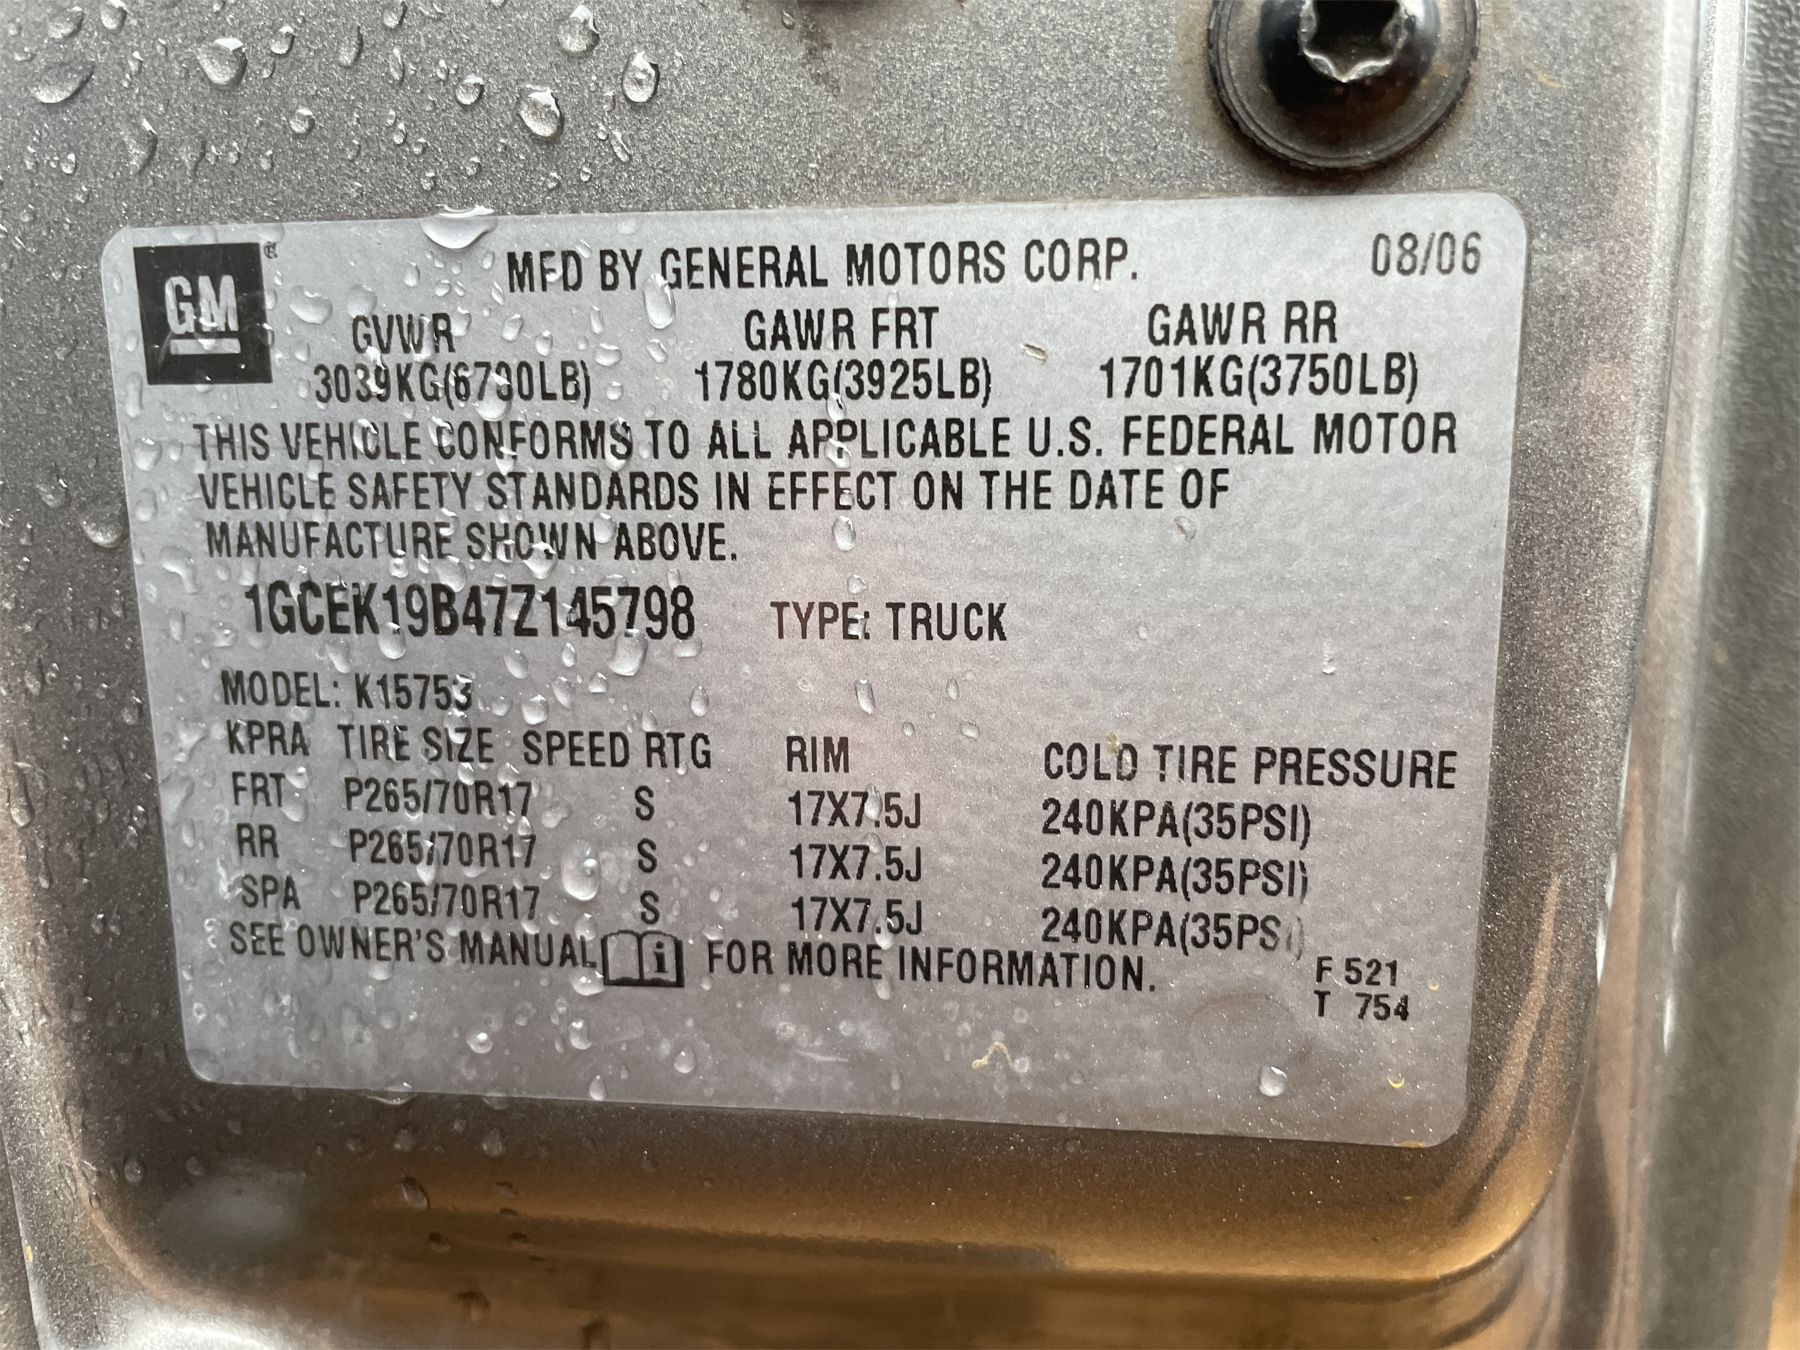 GM ®
MFD BY GENERAL MOTORS CORP. 08/06
GVWR GAWR FRT GAWR RR
3039KG(6700LB) 1780KG(3925LB) 1701KG(3750LB)
THIS VEHICLE CONFORMS TO ALL APPLICABLE U.S. FEDERAL MOTOR
VEHICLE SAFETY STANDARDS IN EFFECT ON THE DATE OF
MANUFACTURE SHOWN ABOVE.
1GCEK19B47Z145798 TYPE: TRUCK
MODEL: K15753
KPRA TIRE SIZE SPEED RTG RIM COLD TIRE PRESSURE
FRT P265/70R17 S 17X7.5J 240KPA(35PSI)
RR P265/70R17 S 17X7.5J 240KPA(35PSI)
SPA P265/70R17 S 17X7.5J 240KPA(35PSI)
SEE OWNER'S MANUAL i FOR MORE INFORMATION.
F 521
T 754